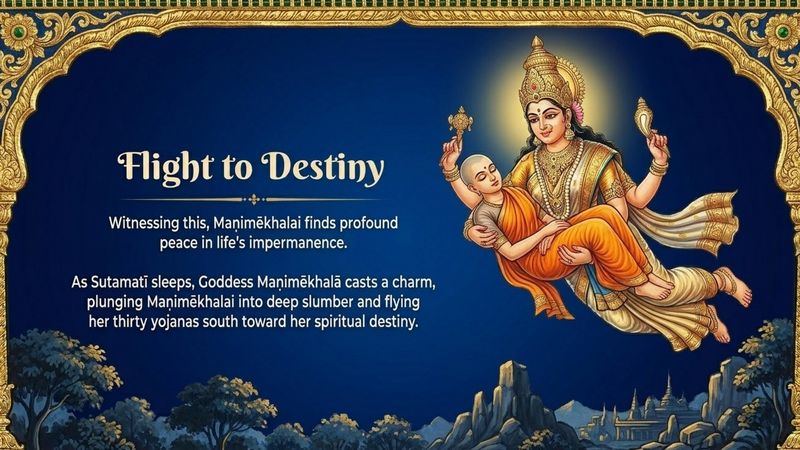 Flight to Destiny
Witnessing this, Maṇimēkhalai finds profound
peace in life's impermanence.
As Sutamatī sleeps, Goddess Maṇimēkhalā casts a charm,
plunging Maṇimēkhalai into deep slumber and flying
her thirty yojanas south toward her spiritual destiny.